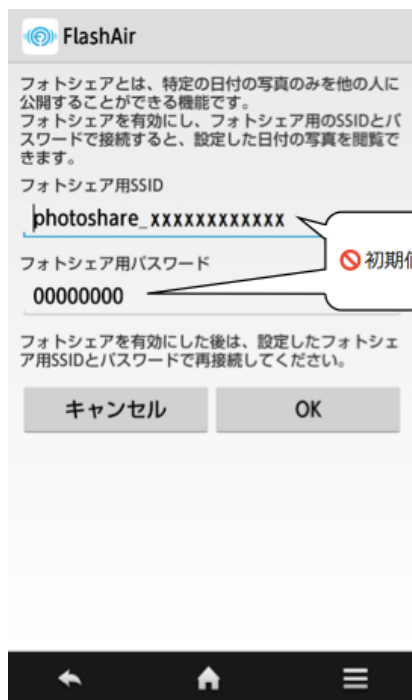 FlashAir
フォトシェアとは、特定の日付の写真のみを他の人に
公開することができる機能です。
フォトシェアを有効にし、フォトシェア用のSSIDとパ
スワードで接続すると、設定した日付の写真を閲覧で
きます。
フォトシェア用SSID
photoshare_xxxxxxxxxxxx
初期値
フォトシェア用パスワード
00000000
フォトシェアを有効にした後は、設定したフォトシェ
ア用SSIDとパスワードで再接続してください。
キャンセル OK